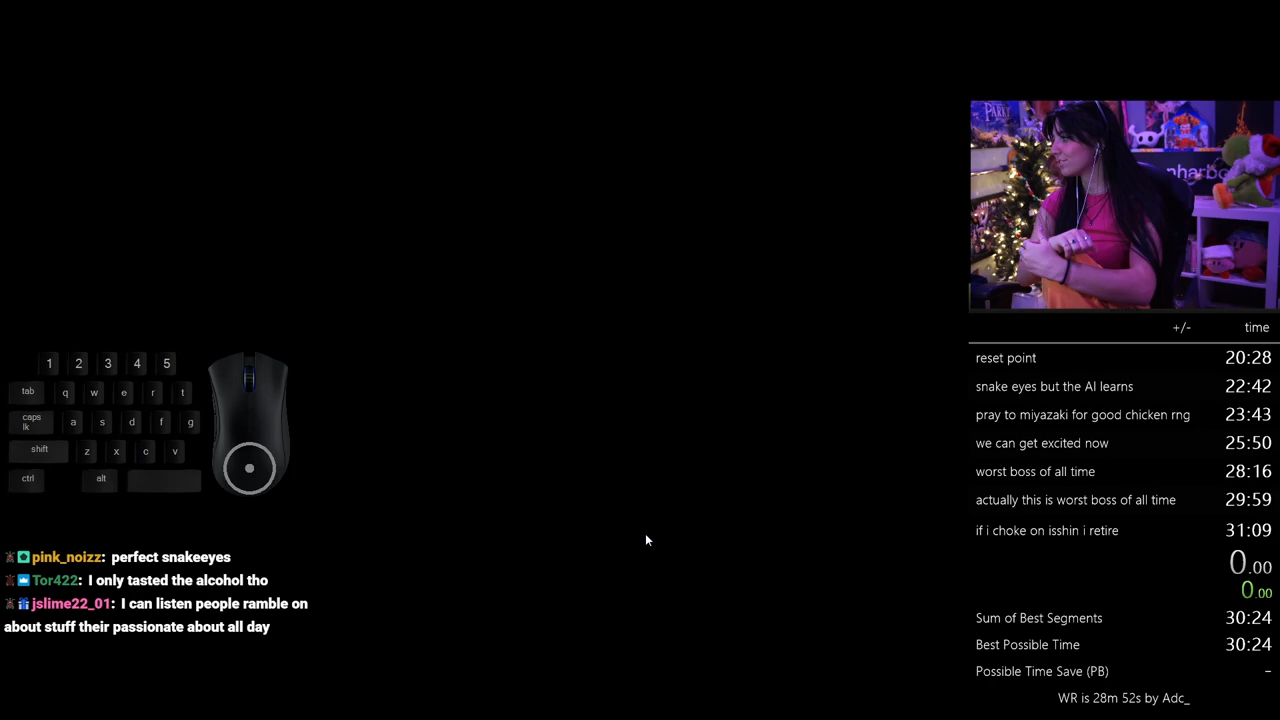 PARKY
pharbo
+/- time
reset point 20:28
snake eyes but the AI learns 22:42
pray to miyazaki for good chicken rng 23:43
we can get excited now 25:50
worst boss of all time 28:16
actually this is worst boss of all time 29:59
if i choke on isshin i retire 31:09
0.00
0.00
Sum of Best Segments 30:24
Best Possible Time 30:24
Possible Time Save (PB) -
WR is 28m 52s by Adc_
1 2 3 4 5
tab q w e r t
caps lk a s d f g
shift z x c v
ctrl alt
pink_noizz: perfect snakeeyes
Tor422: I only tasted the alcohol tho
jslime22_01: I can listen people ramble on
about stuff their passionate about all day